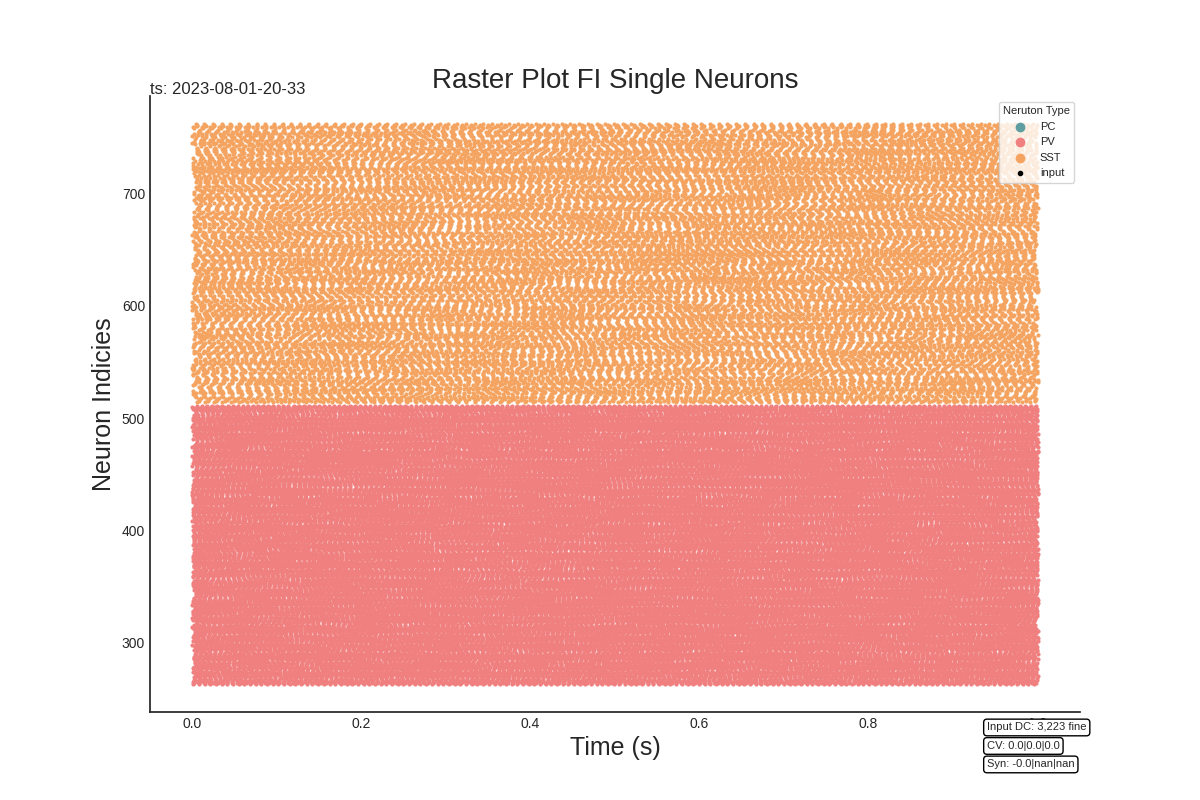 Raster Plot FI Single Neurons
ts: 2023-08-01-20-33
Neruton Type
PC
PV
SST
input
700
600
500
400
300
Neuron Indicies
0.0 0.2 0.4 0.6 0.8
Time (s)
Input DC: 3,223 fine
CV: 0.0|0.0|0.0
Syn: -0.0|nan|nan